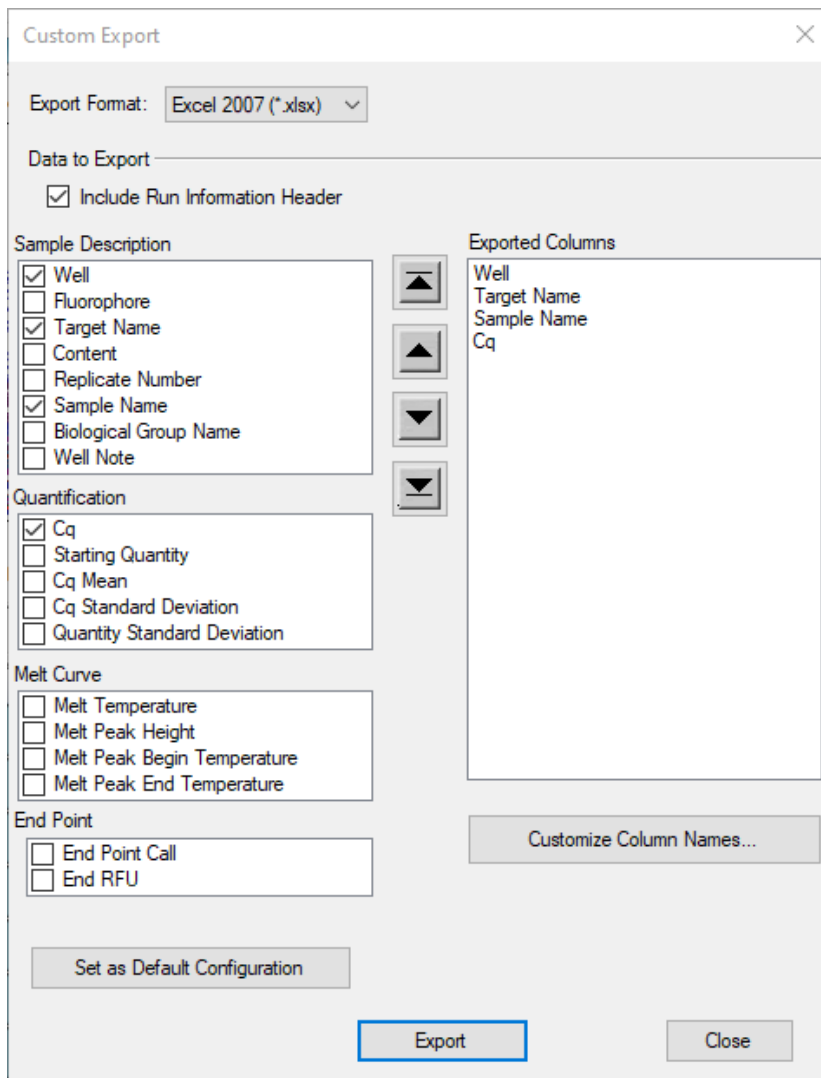 Custom Export
Export Format: Excel 2007 (*.xlsx)
Data to Export
Include Run Information Header
Sample Description
Well
Fluorophore
Target Name
Content
Replicate Number
Sample Name
Biological Group Name
Well Note
Quantification
Cq
Starting Quantity
Cq Mean
Cq Standard Deviation
Quantity Standard Deviation
Melt Curve
Melt Temperature
Melt Peak Height
Melt Peak Begin Temperature
Melt Peak End Temperature
End Point
End Point Call
End RFU
Set as Default Configuration
Exported Columns
Well
Target Name
Sample Name
Cq
Customize Column Names...
Export
Close